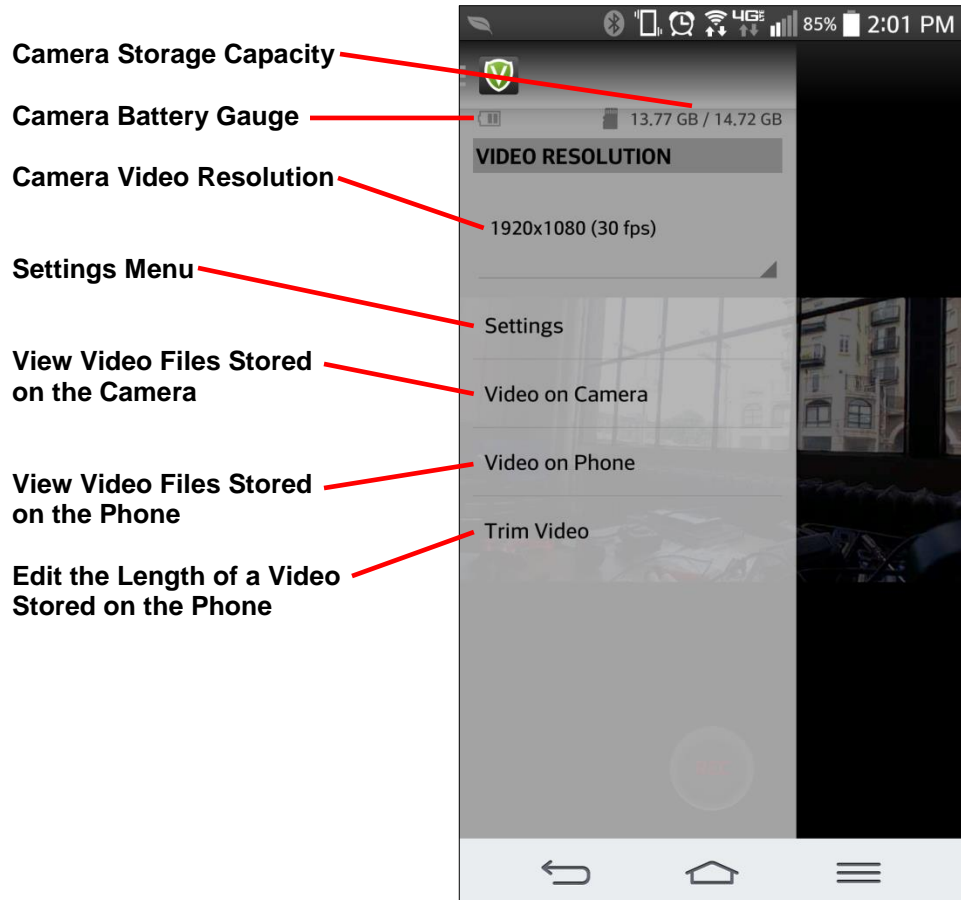 4GE 85% 2:01 PM
Camera Storage Capacity
Camera Battery Gauge
13.77 GB / 14.72 GB
VIDEO RESOLUTION
Camera Video Resolution
1920x1080 (30 fps)
Settings Menu
Settings
View Video Files Stored
on the Camera
Video on Camera
Video on Phone
View Video Files Stored
on the Phone
Trim Video
Edit the Length of a Video
Stored on the Phone